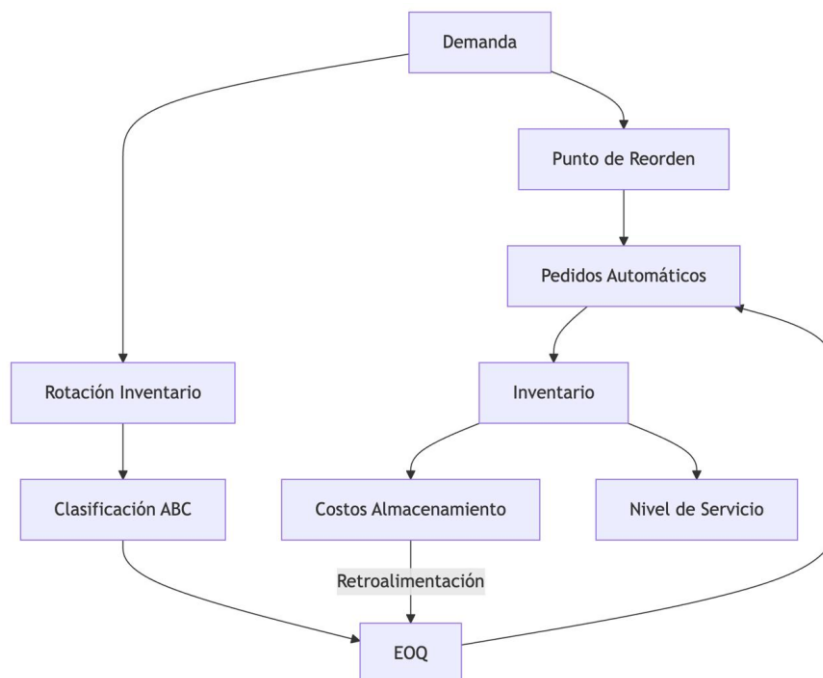 Demanda
Punto de Reorden
Pedidos Automáticos
Rotación Inventario
Inventario
Clasificación ABC
Costos Almacenamiento
Nivel de Servicio
Retroalimentación
EOQ